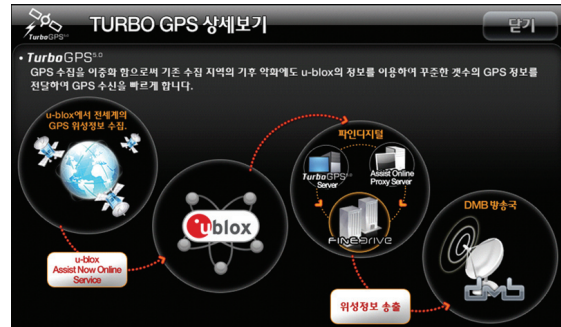 TurboGPS
TURBO GPS 상세보기
닫기
• TurboGPS 5.0
GPS 수집을 이중화 함으로써 기존 수집 지역의 기후 악화에도 u-blox의 정보를 이용하여 꾸준한 갯수의 GPS 정보를
전달하여 GPS 수신을 빠르게 합니다.
u-blox에서 전세계의
GPS 위성정보 수집.
u-blox
Assist Now Online
Service
ublox
파인디지털
TurboGPS 5.0
Server
Assist Online
Proxy Server
FINEDRIVE
위성정보 송출
DMB 방송국
dmb